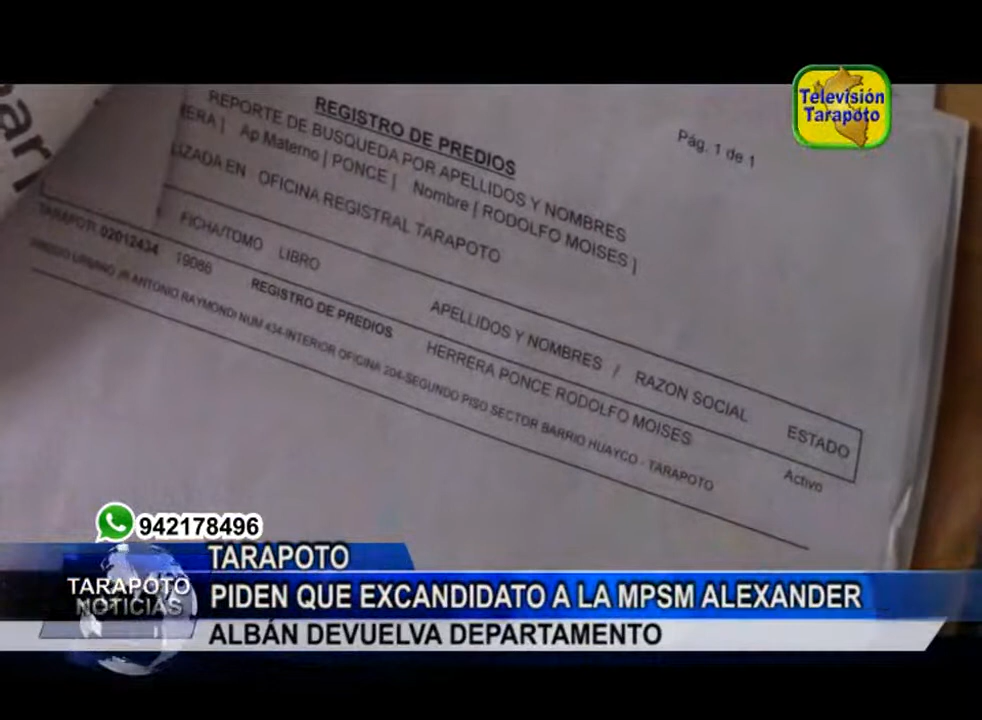 Televisión
Tarapoto
Pág. 1 de 1
REGISTRO DE PREDIOS
REPORTE DE BUSQUEDA POR APELLIDOS Y NOMBRES
Ap Materno | PONCE | Nombre | RODOLFO MOISES |
EN OFICINA REGISTRAL TARAPOTO
FICHA/TOMO LIBRO APELLIDOS Y NOMBRES / RAZON SOCIAL ESTADO
02012434 19086 REGISTRO DE PREDIOS HERRERA PONCE RODOLFO MOISES Activo
URBANO JR ANTONIO RAYMONDI NUM 434-INTERIOR OFICINA 204-SEGUNDO PISO SECTOR BARRIO HUAYCO - TARAPOTO
942178496
TARAPOTO
NOTICIAS
TARAPOTO
PIDEN QUE EXCANDIDATO A LA MPSM ALEXANDER
ALBÁN DEVUELVA DEPARTAMENTO